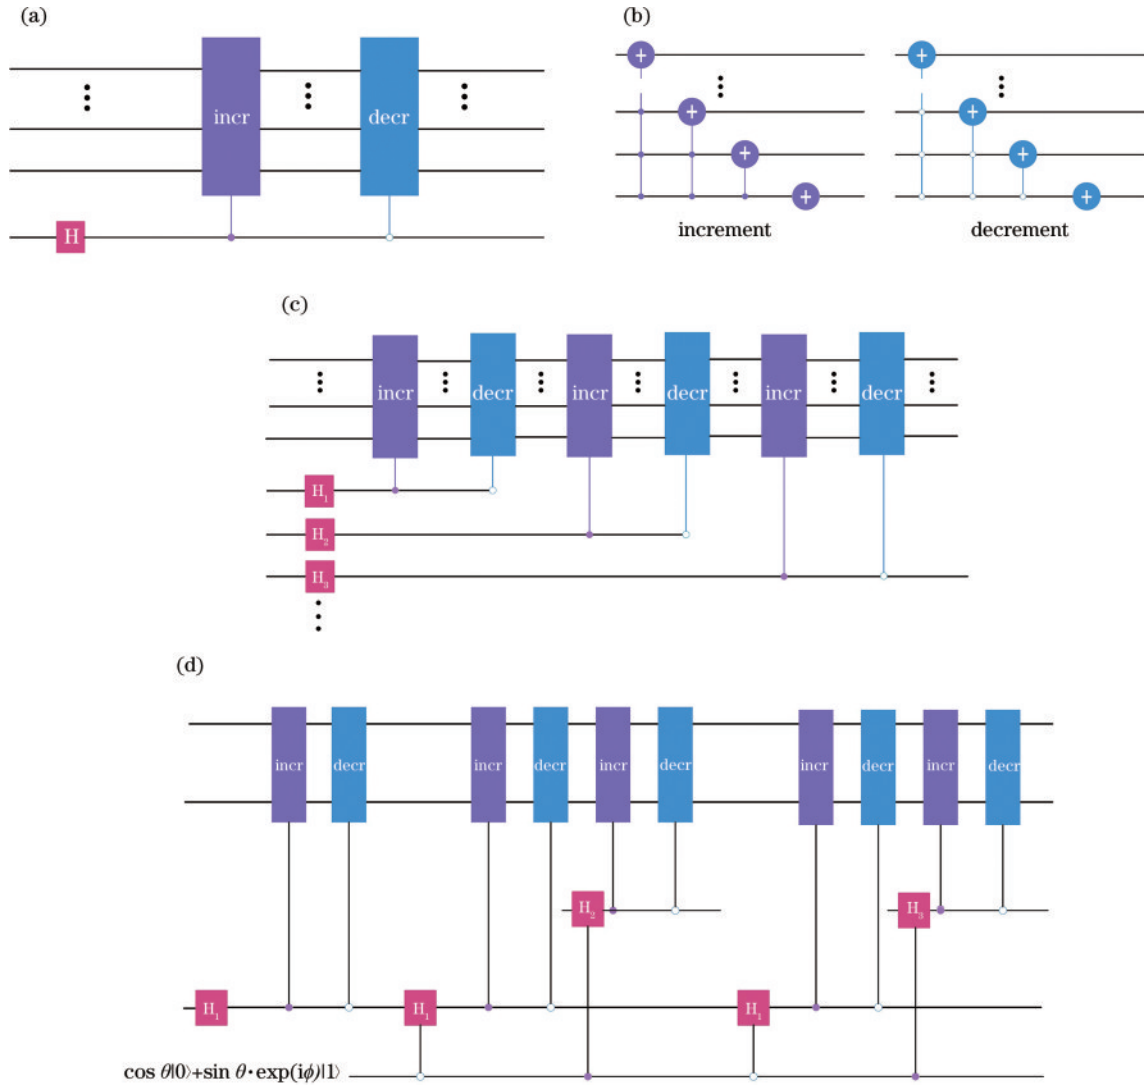 (a)
(b)
incr
decr
H
increment
decrement
(c)
incr
decr
incr
decr
incr
decr
H₁
H₂
H₃
(d)
incr
decr
incr
decr
incr
decr
incr
decr
incr
decr
H₂
H₃
H₁
H₁
H₁
cos θ|0⟩+sin θ·exp(iϕ)|1⟩